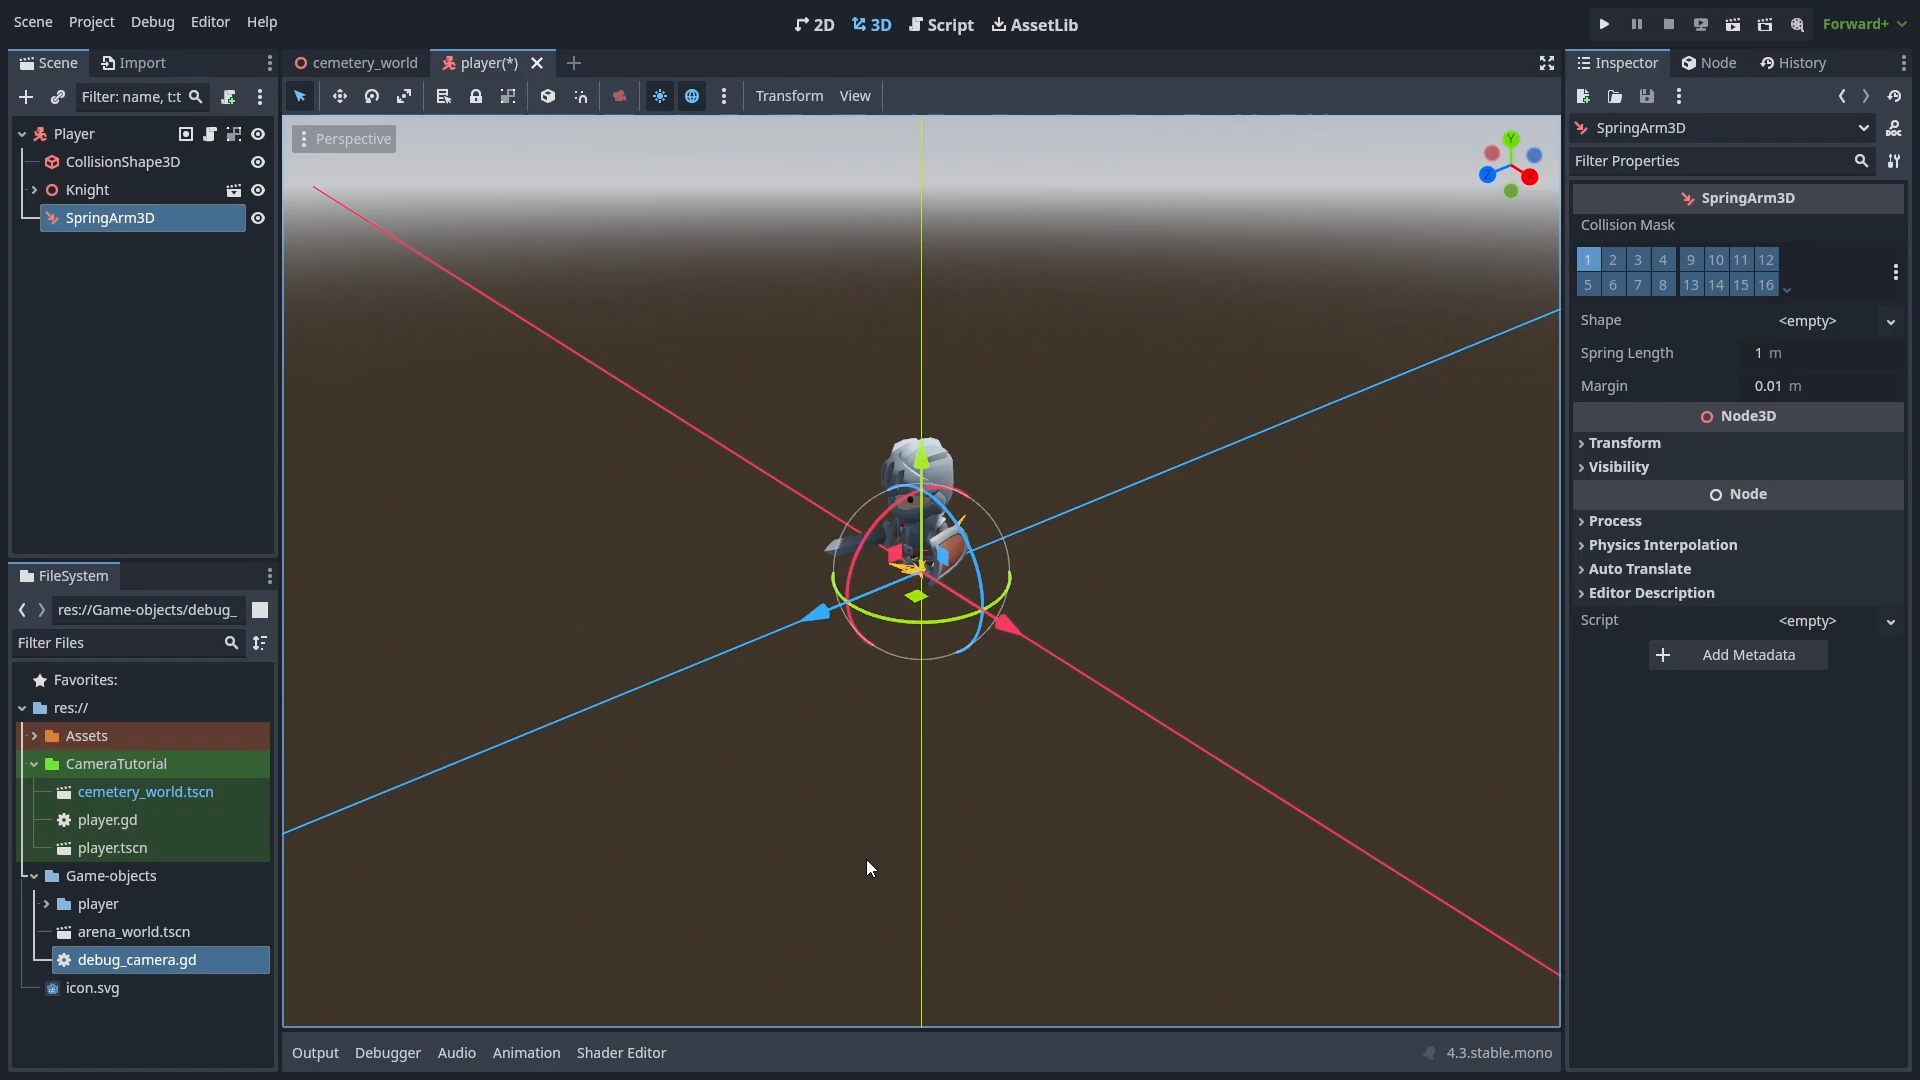 Scene Project Debug Editor Help
2D 3D Script AssetLib
Forward+
Scene Import
Filter: name, t:t
Player
CollisionShape3D
Knight
SpringArm3D
FileSystem
res://Game-objects/debug_
Filter Files
Favorites:
res://
Assets
CameraTutorial
cemetery_world.tscn
player.gd
player.tscn
Game-objects
player
arena_world.tscn
debug_camera.gd
icon.svg
cemetery_world player(*)
Transform View
Perspective
Y
Z X
Output Debugger Audio Animation Shader Editor
4.3.stable.mono
Inspector Node History
SpringArm3D
DOC
Filter Properties
SpringArm3D
Collision Mask
1 2 3 4 9 10 11 12
5 6 7 8 13 14 15 16
Shape <empty>
Spring Length 1 m
Margin 0.01 m
Node3D
Transform
Visibility
Node
Process
Physics Interpolation
Auto Translate
Editor Description
Script <empty>
Add Metadata